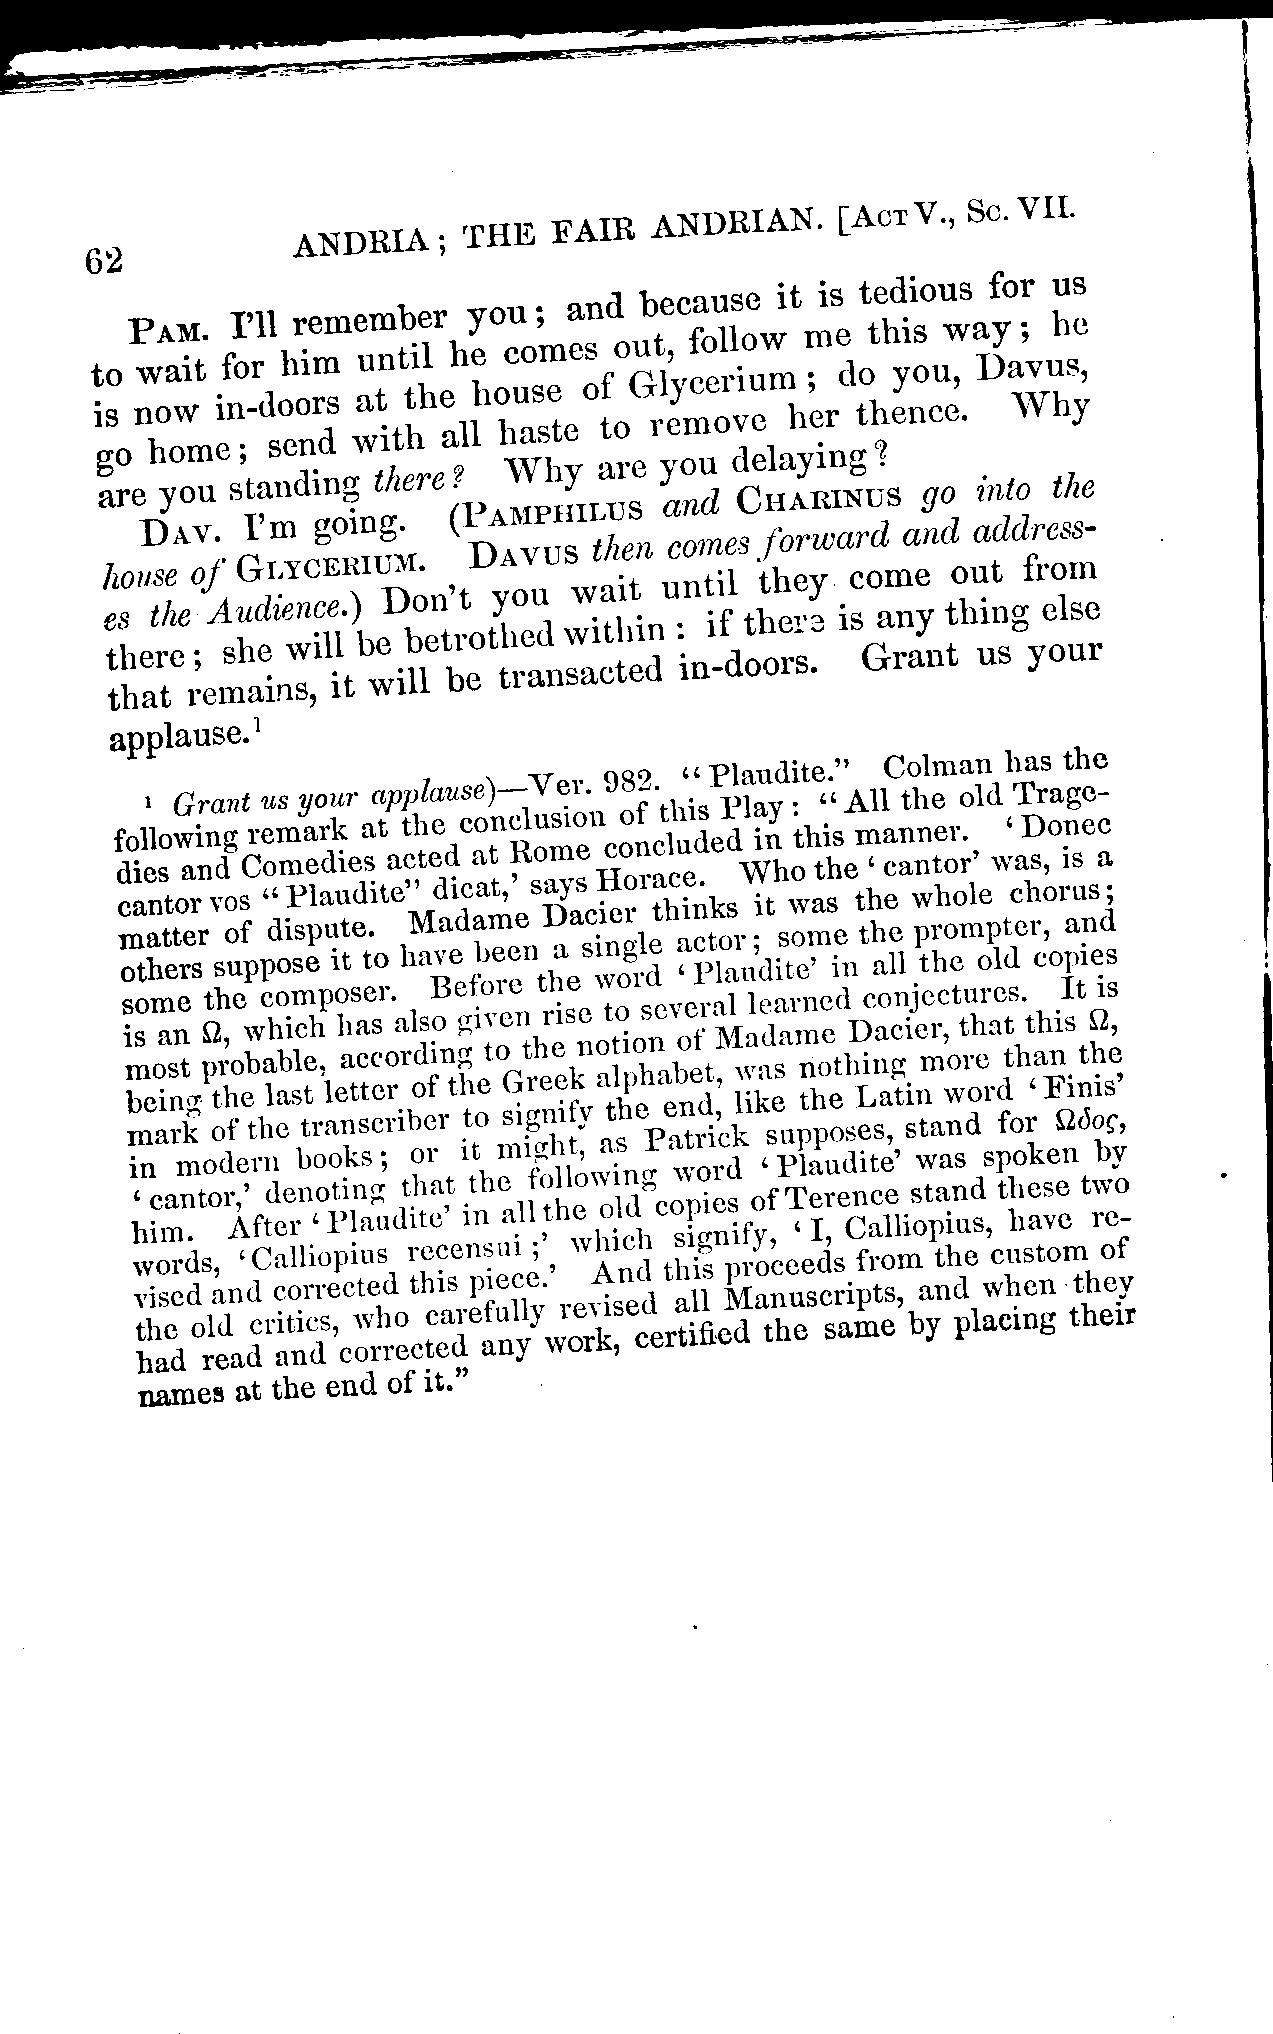 62 ANDRIA; THE FAIR ANDRIAN. [ACT V., Sc. VII.
PAM. I'll remember you; and because it is tedious for us
to wait for him until he comes out, follow me this way; he
is now in-doors at the house of Glycerium; do you, Davus,
go home; send with all haste to remove her thence. Why
are you standing there? Why are you delaying?
DAV. I'm going. (PAMPHILUS and CHARINUS go into the
house of GLYCERIUM. DAVUS then comes forward and address-
es the Audience.) Don't you wait until they come out from
there; she will be betrothed within: if there is any thing else
that remains, it will be transacted in-doors. Grant us your
applause.¹
¹ Grant us your applause)—Ver. 982. "Plaudite." Colman has the
following remark at the conclusion of this Play: "All the old Trage-
dies and Comedies acted at Rome concluded in this manner. 'Donec
cantor vos "Plaudite" dicat,' says Horace. Who the 'cantor' was, is a
matter of dispute. Madame Dacier thinks it was the whole chorus;
others suppose it to have been a single actor; some the prompter, and
some the composer. Before the word 'Plaudite' in all the old copies
is an Ω, which has also given rise to several learned conjectures. It is
most probable, according to the notion of Madame Dacier, that this Ω,
being the last letter of the Greek alphabet, was nothing more than the
mark of the transcriber to signify the end, like the Latin word 'Finis'
in modern books; or it might, as Patrick supposes, stand for Ωδος,
'cantor,' denoting that the following word 'Plaudite' was spoken by
him. After 'Plaudite' in all the old copies of Terence stand these two
words, 'Calliopius recensui;' which signify, 'I, Calliopius, have re-
vised and corrected this piece.' And this proceeds from the custom of
the old critics, who carefully revised all Manuscripts, and when they
had read and corrected any work, certified the same by placing their
names at the end of it."